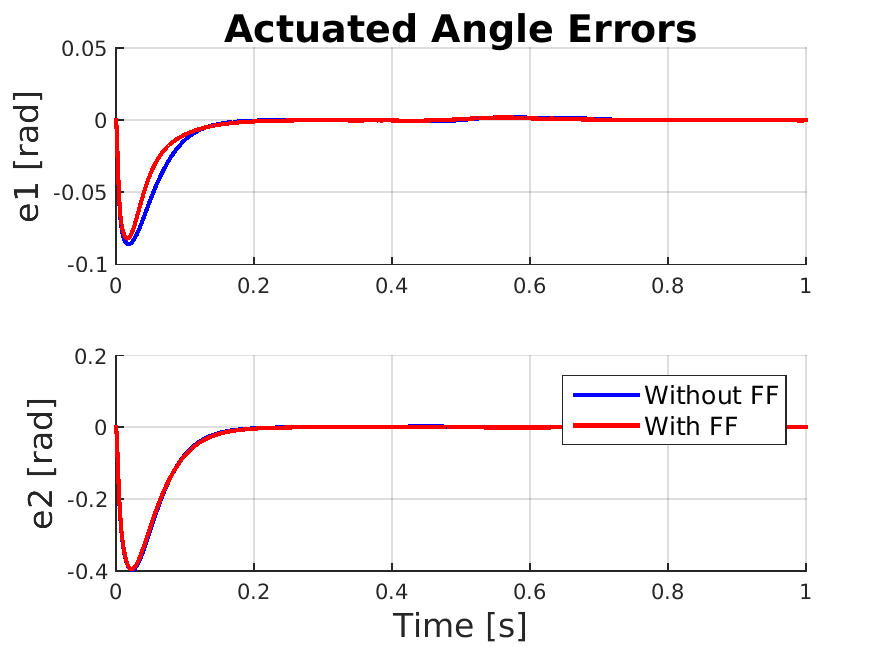 Actuated Angle Errors
0.05
0
-0.05
-0.1
e1 [rad]
0 0.2 0.4 0.6 0.8 1
0.2
0
-0.2
-0.4
e2 [rad]
Without FF
With FF
0 0.2 0.4 0.6 0.8 1
Time [s]